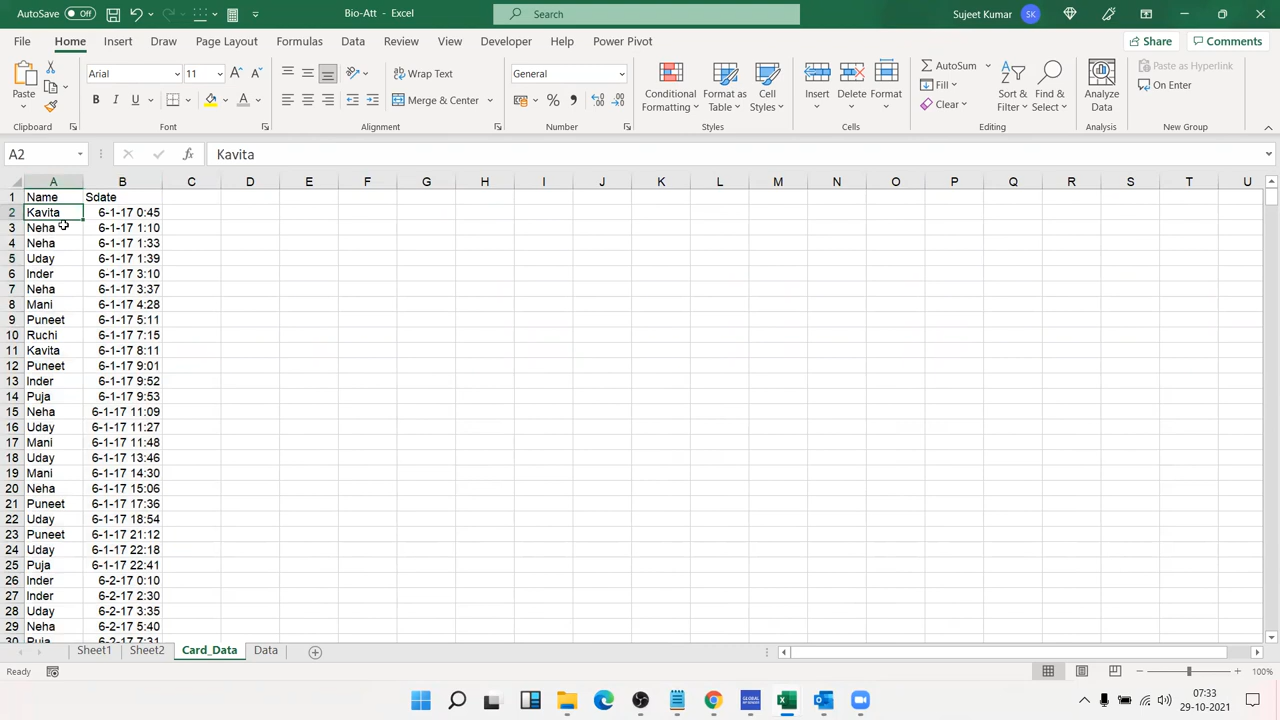 AutoSave Off
Bio-Att - Excel
Search
Sujeet Kumar SK
File Home Insert Draw Page Layout Formulas Data Review View Developer Help Power Pivot Share Comments
Paste
Arial 11
Wrap Text
General
Conditional Formatting
Format as Table
Cell Styles
Insert
Delete
Format
AutoSum
Fill
Clear
Sort & Filter
Find & Select
Analyze Data
Paste as Hyperlink
On Enter
B I U
Merge & Center
Clipboard Font Alignment Number Styles Cells Editing Analysis New Group
A2 fx Kavita
A B C D E F G H I J K L M N O P Q R S T U
1 Name Sdate
2 Kavita 6-1-17 0:45
3 Neha 6-1-17 1:10
4 Neha 6-1-17 1:33
5 Uday 6-1-17 1:39
6 Inder 6-1-17 3:10
7 Neha 6-1-17 3:37
8 Mani 6-1-17 4:28
9 Puneet 6-1-17 5:11
10 Ruchi 6-1-17 7:15
11 Kavita 6-1-17 8:11
12 Puneet 6-1-17 9:01
13 Inder 6-1-17 9:52
14 Puja 6-1-17 9:53
15 Neha 6-1-17 11:09
16 Uday 6-1-17 11:27
17 Mani 6-1-17 11:48
18 Uday 6-1-17 13:46
19 Mani 6-1-17 14:30
20 Neha 6-1-17 15:06
21 Puneet 6-1-17 17:36
22 Uday 6-1-17 18:54
23 Puneet 6-1-17 21:12
24 Uday 6-1-17 22:18
25 Puja 6-1-17 22:41
26 Inder 6-2-17 0:10
27 Inder 6-2-17 2:30
28 Uday 6-2-17 3:35
29 Neha 6-2-17 5:40
30 Puja 6-2-17 7:31
Sheet1 Sheet2 Card_Data Data
Ready 100%
07:33
29-10-2021